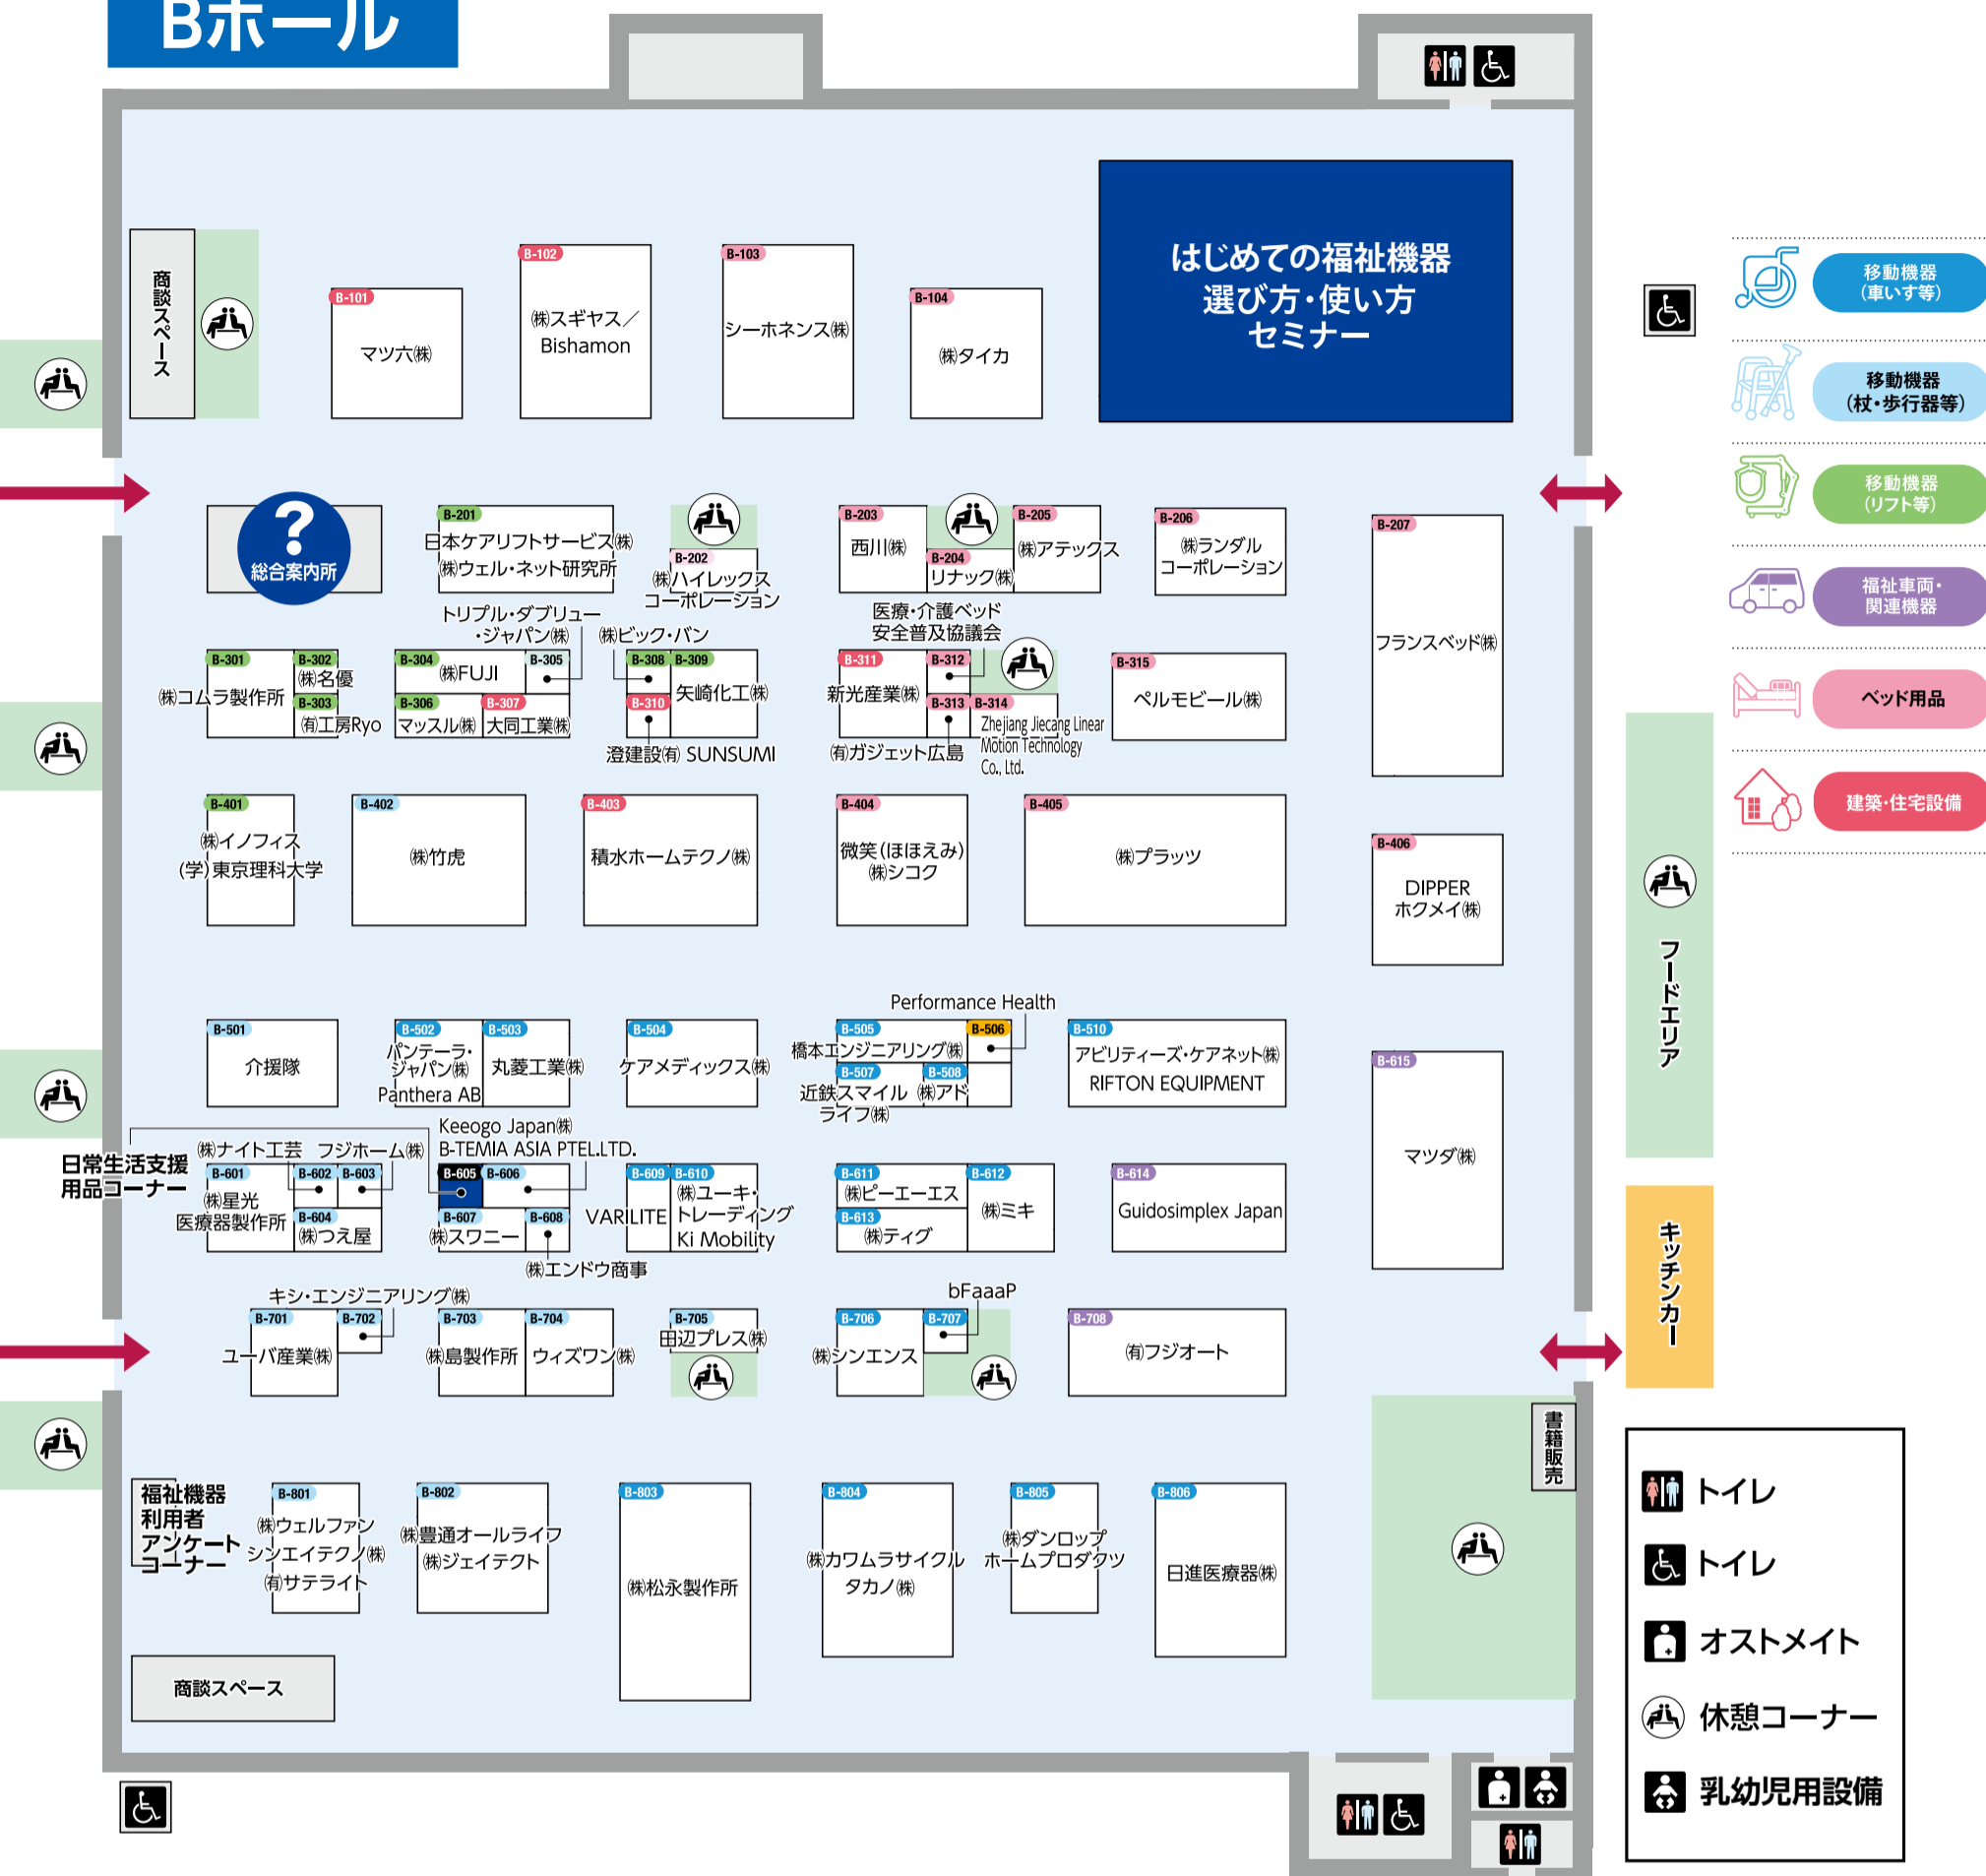 Bホール
商談スペース
B-101
マツ六㈱
B-102
㈱スギヤス／
Bishamon
B-103
シーホネンス㈱
B-104
㈱タイカ
はじめての福祉機器
選び方・使い方
セミナー
?
総合案内所
B-201
日本ケアリフトサービス㈱
㈱ウェル・ネット研究所
B-202
㈱ハイレックス
コーポレーション
B-203
西川㈱
B-204
リナック㈱
B-205
㈱アテックス
B-206
㈱ランダル
コーポレーション
B-207
フランスベッド㈱
B-301
㈱コムラ製作所
B-302
㈱名優
B-303
㈲工房Ryo
B-304
㈱FUJI
トリプル・ダブリュー
・ジャパン㈱
B-305
B-306
マッスル㈱
B-307
大同工業㈱
㈱ビック・バン
B-308
B-309
矢崎化工㈱
B-310
澄建設㈲ SUNSUMI
B-311
新光産業㈱
医療・介護ベッド
安全普及協議会
B-312
B-313
㈲ガジェット広島
B-314
Zhejiang Jiecang Linear
Motion Technology
Co., Ltd.
B-315
ペルモビール㈱
B-401
㈱イノフィス
(学)東京理科大学
B-402
㈱竹虎
B-403
積水ホームテクノ㈱
B-404
微笑(ほほえみ)
㈱シコク
B-405
㈱プラッツ
B-406
DIPPER
ホクメイ㈱
B-501
介援隊
B-502
パンテーラ・
ジャパン㈱
Panthera AB
B-503
丸菱工業㈱
B-504
ケアメディックス㈱
B-505
橋本エンジニアリング㈱
Performance Health
B-506
B-507
近鉄スマイル
ライフ㈱
B-508
㈱アド
B-510
アビリティーズ・ケアネット㈱
RIFTON EQUIPMENT
B-615
マツダ㈱
日常生活支援
用品コーナー
B-601
㈱星光
医療器製作所
㈱ナイト工芸
B-602
フジホーム㈱
B-603
B-604
㈱つえ屋
Keeogo Japan㈱
B-TEMIA ASIA PTE.LTD.
B-605
B-606
B-607
㈱スワニー
B-608
㈱エンドウ商事
B-609
VARILITE
B-610
㈱ユーキ・
トレーディング
Ki Mobility
B-611
㈱ピーエーエス
B-612
㈱ミキ
B-613
㈱ティグ
B-614
Guidosimplex Japan
B-701
ユーバ産業㈱
キシ・エンジニアリング㈱
B-702
B-703
㈱島製作所
B-704
ウィズワン㈱
B-705
田辺プレス㈱
B-706
㈱シンエンス
bFaaaP
B-707
B-708
㈲フジオート
書籍販売
福祉機器
利用者
アンケート
コーナー
B-801
㈱ウェルファン
シンエイテクノ㈱
㈲サテライト
B-802
㈱豊通オールライフ
㈱ジェイテクト
B-803
㈱松永製作所
B-804
㈱カワムラサイクル
タカノ㈱
B-805
㈱ダンロップ
ホームプロダクツ
B-806
日進医療器㈱
商談スペース
移動機器
(車いす等)
移動機器
(杖・歩行器等)
移動機器
(リフト等)
福祉車両・
関連機器
ベッド用品
建築・住宅設備
フードエリア
キッチンカー
トイレ
トイレ
オストメイト
休憩コーナー
乳幼児用設備